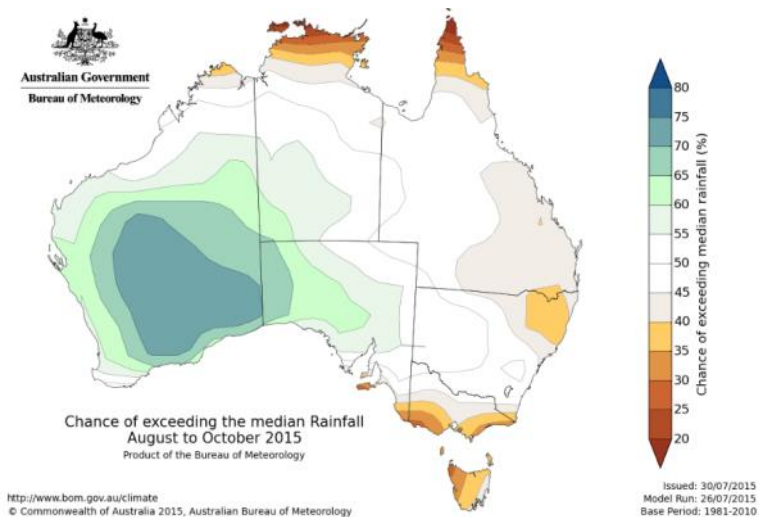 Australian Government
Bureau of Meteorology
80
75
70
65
60
55
50
45
40
35
30
25
20
Chance of exceeding median rainfall (%)
Chance of exceeding the median Rainfall
August to October 2015
Product of the Bureau of Meteorology
http://www.bom.gov.au/climate
© Commonwealth of Australia 2015, Australian Bureau of Meteorology
Issued: 30/07/2015
Model Run: 26/07/2015
Base Period: 1981-2010